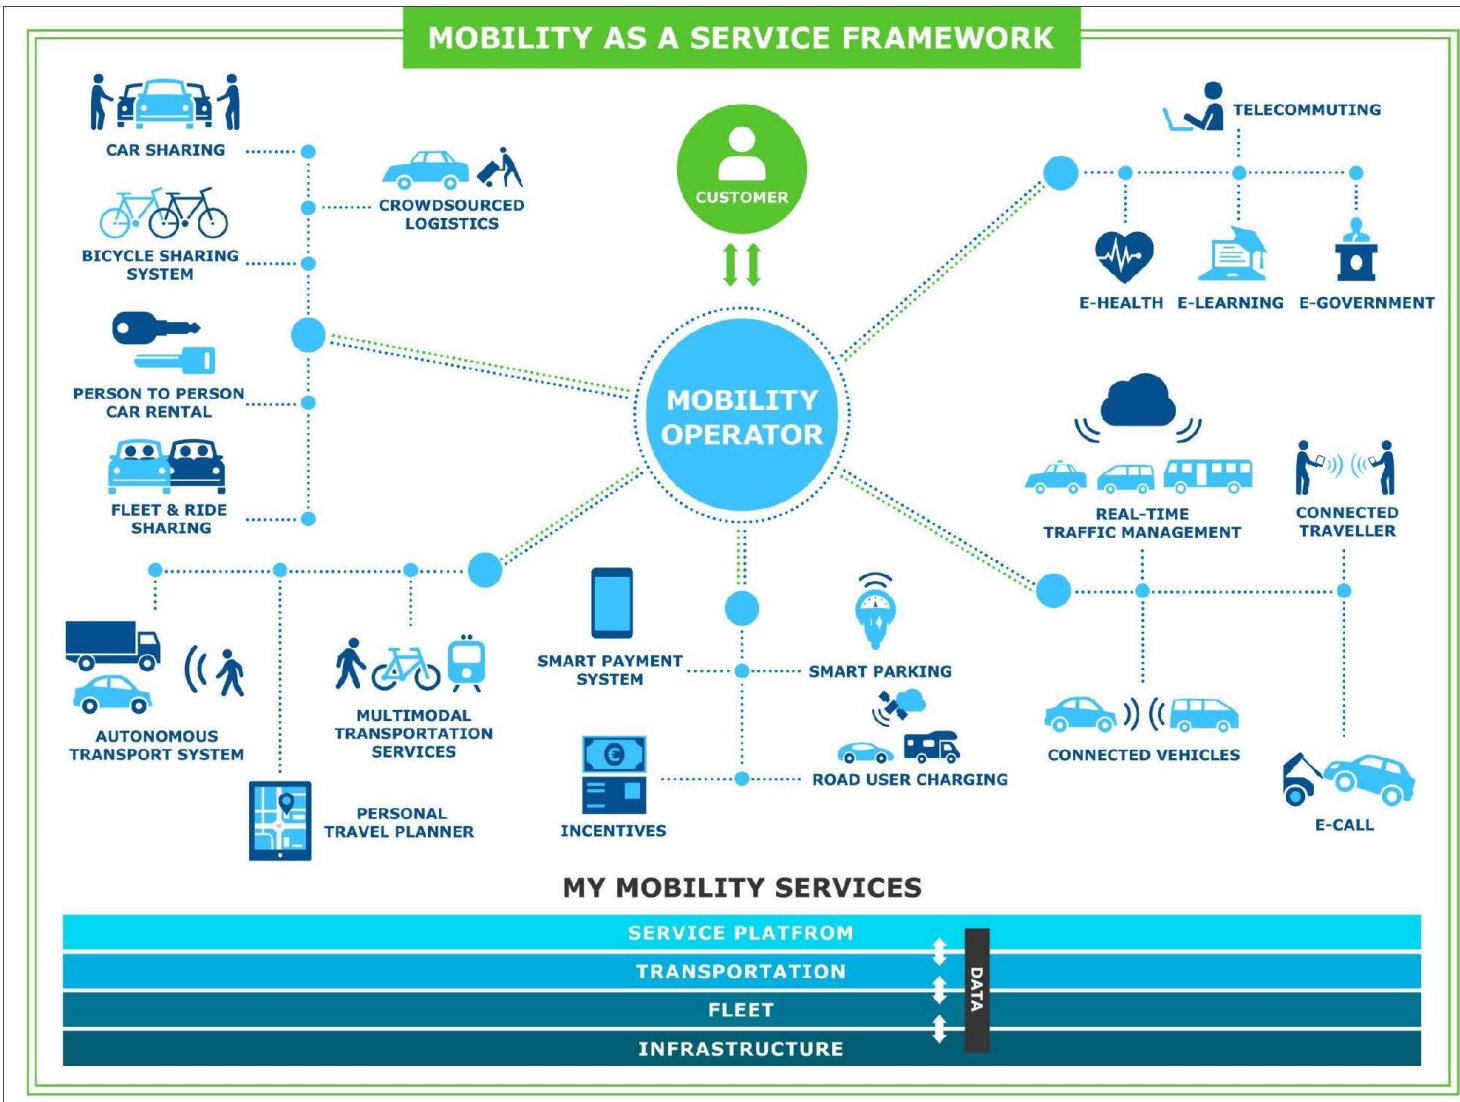 MOBILITY AS A SERVICE FRAMEWORK
CUSTOMER
MOBILITY
OPERATOR
CAR SHARING
CROWDSOURCED
LOGISTICS
BICYCLE SHARING
SYSTEM
PERSON TO PERSON
CAR RENTAL
FLEET & RIDE
SHARING
TELECOMMUTING
E-HEALTH
E-LEARNING
E-GOVERNMENT
REAL-TIME
TRAFFIC MANAGEMENT
CONNECTED
TRAVELLER
CONNECTED VEHICLES
E-CALL
AUTONOMOUS
TRANSPORT SYSTEM
MULTIMODAL
TRANSPORTATION
SERVICES
PERSONAL
TRAVEL PLANNER
SMART PAYMENT
SYSTEM
SMART PARKING
€
INCENTIVES
ROAD USER CHARGING
MY MOBILITY SERVICES
SERVICE PLATFROM
TRANSPORTATION
FLEET
INFRASTRUCTURE
DATA